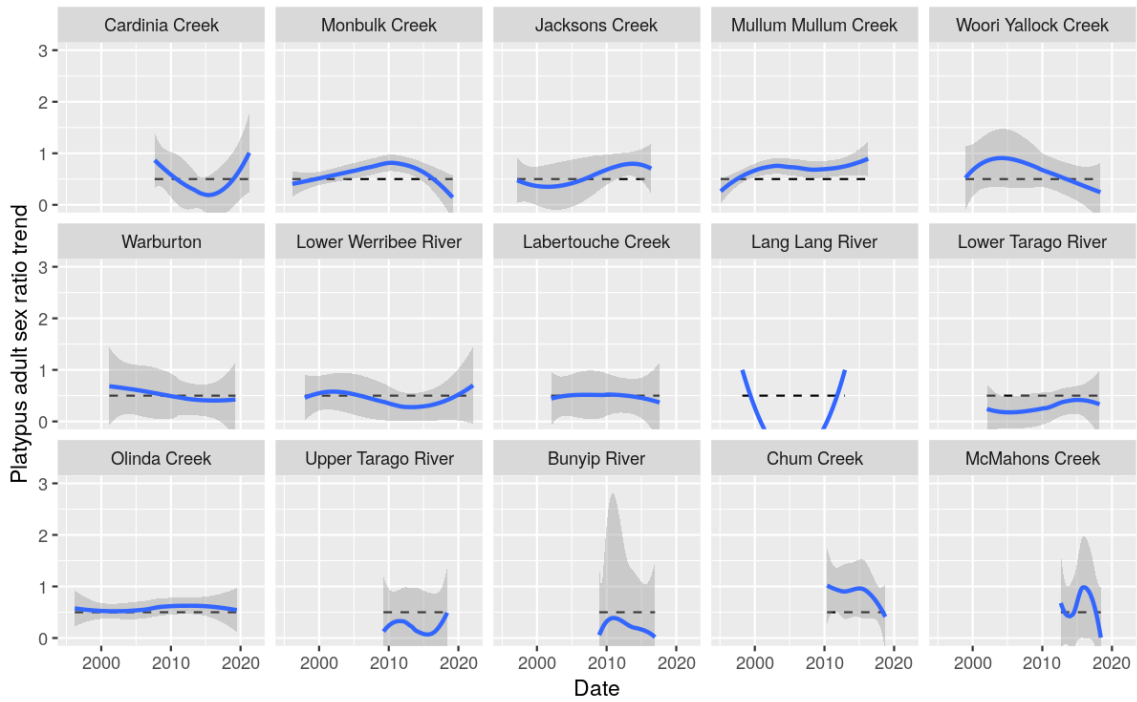 Cardinia Creek
Monbulk Creek
Jacksons Creek
Mullum Mullum Creek
Woori Yallock Creek
3
2
1
0
Warburton
Lower Werribee River
Labertouche Creek
Lang Lang River
Lower Tarago River
3
2
1
0
Platypus adult sex ratio trend
Olinda Creek
Upper Tarago River
Bunyip River
Chum Creek
McMahons Creek
3
2
1
0
2000 2010 2020
2000 2010 2020
2000 2010 2020
2000 2010 2020
2000 2010 2020
Date